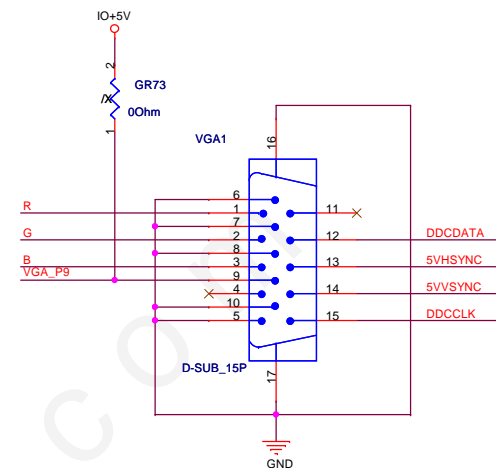 IO+5V
2
GR73
/X
0Ohm
1
VGA1
16
6
R
1
11
7
G
2
12
DDCDATA
8
B
3
13
5VHSYNC
VGA_P9
9
4
14
5VVSYNC
10
5
15
DDCCLK
D-SUB_15P
17
GND
Con